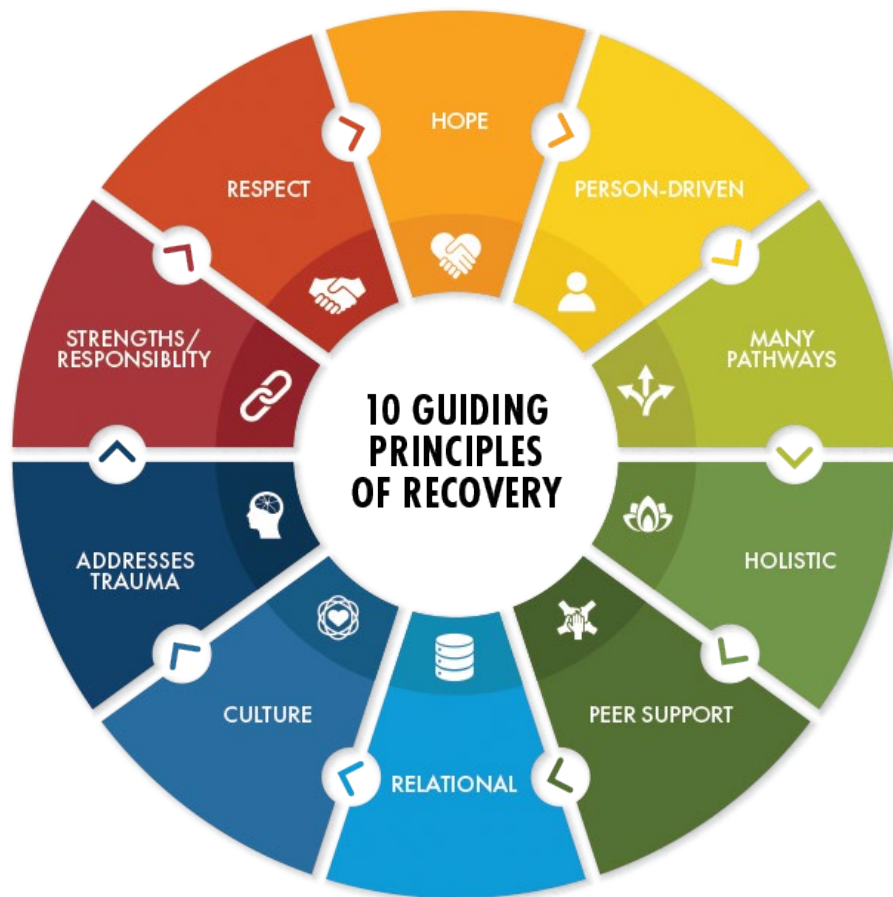 HOPE
PERSON-DRIVEN
MANY
PATHWAYS
HOLISTIC
PEER SUPPORT
RELATIONAL
CULTURE
ADDRESSES
TRAUMA
STRENGTHS/
RESPONSIBLITY
RESPECT
10 GUIDING
PRINCIPLES
OF RECOVERY